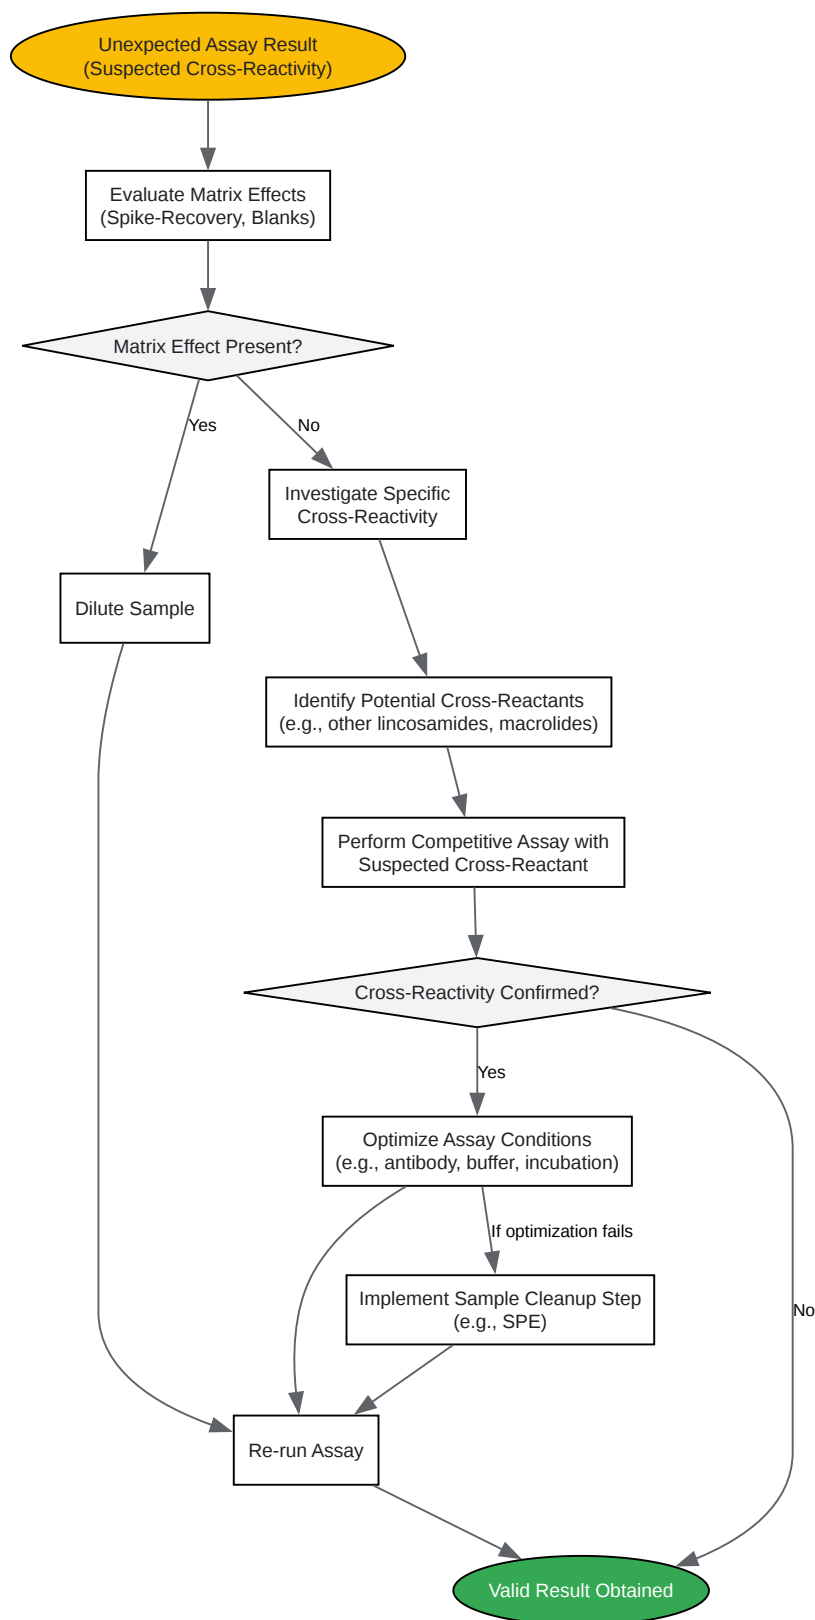 Unexpected Assay Result
(Suspected Cross-Reactivity)
Evaluate Matrix Effects
(Spike-Recovery, Blanks)
Matrix Effect Present?
Yes
No
Investigate Specific
Cross-Reactivity
Dilute Sample
Identify Potential Cross-Reactants
(e.g., other lincosamides, macrolides)
Perform Competitive Assay with
Suspected Cross-Reactant
Cross-Reactivity Confirmed?
Yes
Optimize Assay Conditions
(e.g., antibody, buffer, incubation)
If optimization fails
Implement Sample Cleanup Step
(e.g., SPE)
No
Re-run Assay
Valid Result Obtained